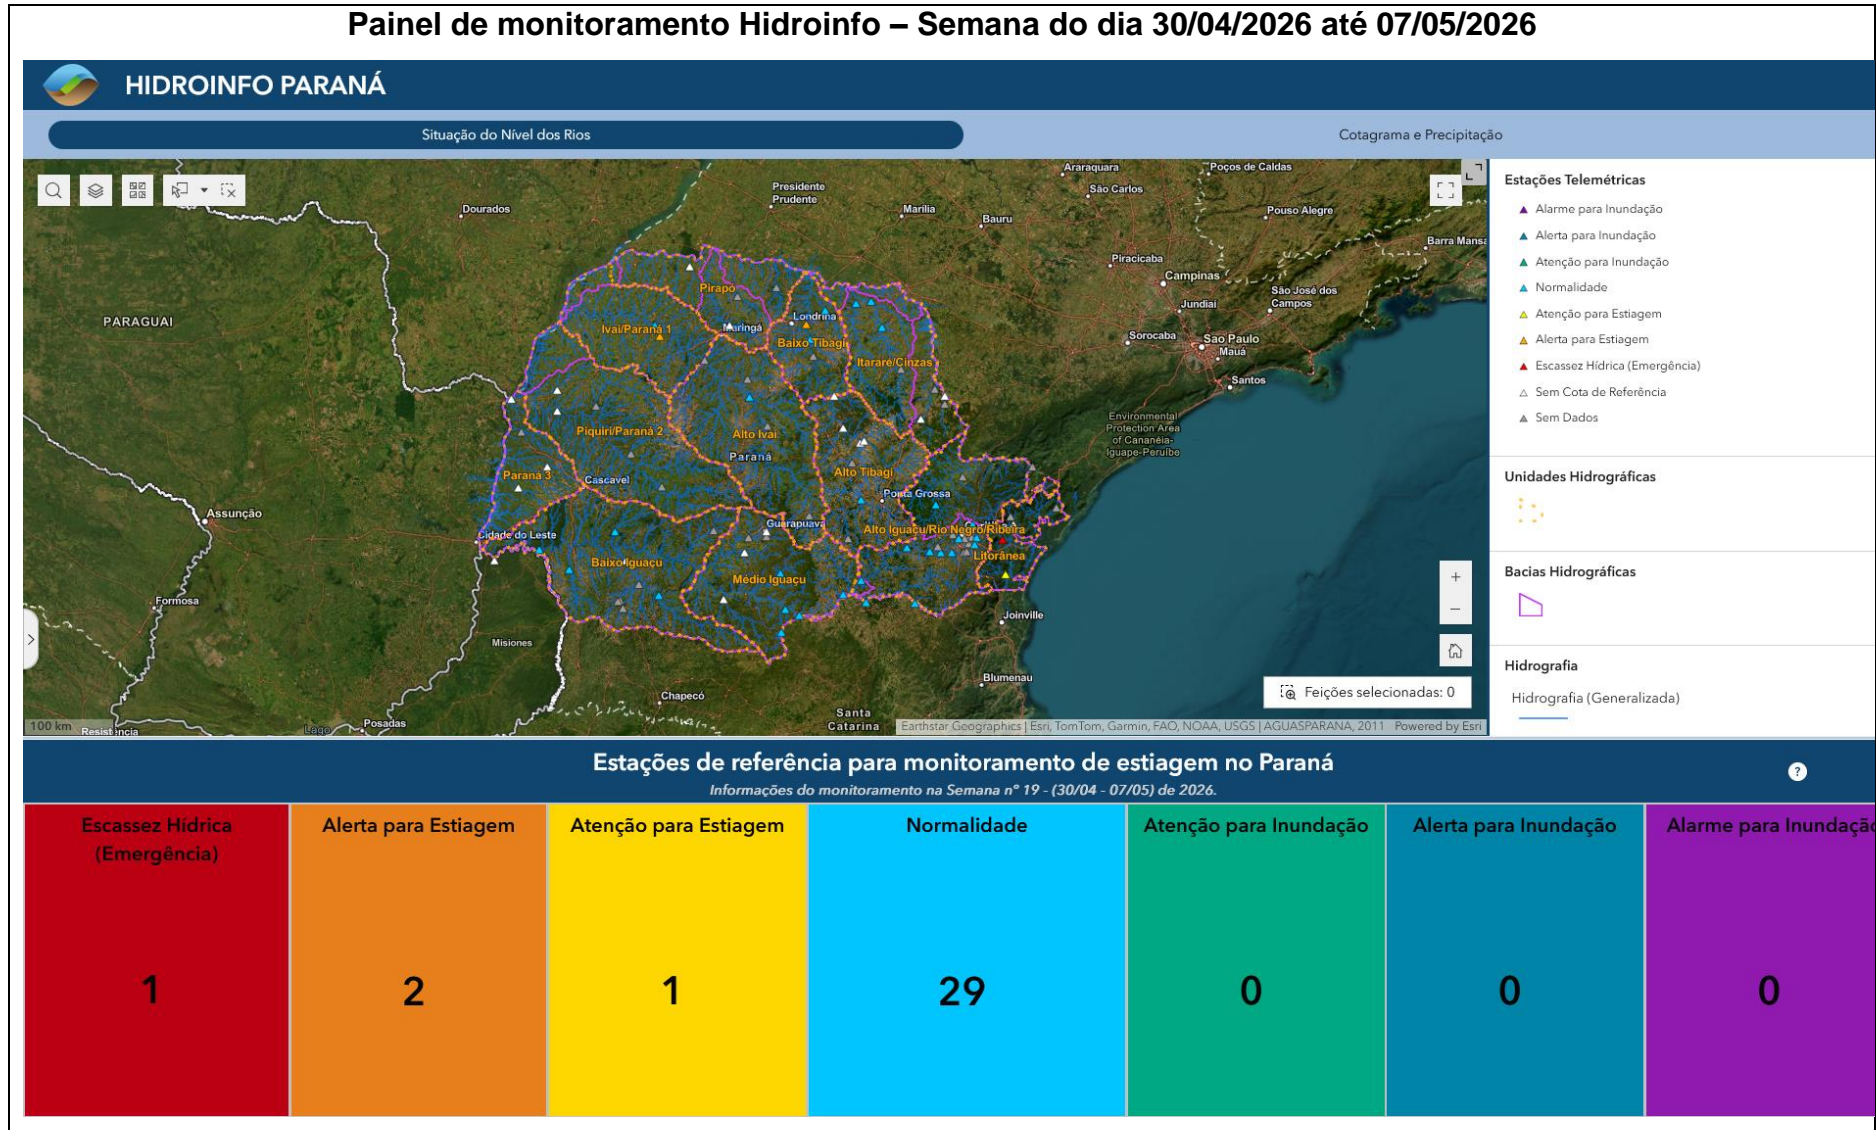 Painel de monitoramento Hidroinfo – Semana do dia 30/04/2026 até 07/05/2026
HIDROINFO PARANÁ
Situação do Nível dos Rios
Cotagrama e Precipitação
Araraquara
Poços de Caldas
Presidente
Prudente
São Carlos
Dourados
Marília
Bauru
Pouso Alegre
Barra Mansa
Piracicaba
Campinas
São José dos
Campos
Jundiaí
PARAGUAI
Pirapó
Londrina
Ivaí/Paraná 1
Maringá
Baixo Tibagi
Sorocaba
Sao Paulo
Mauá
Itararé/Cinzas
Santos
Environmental
Protection Area
of Cananéia-
Iguape-Peruíbe
Piquiri/Paraná 2
Alto Ivaí
Paraná
Paraná 3
Cascavel
Alto Tibagi
Ponta Grossa
Assunção
Guarapuava
Alto Iguaçu/Rio Negro/Ribeira
Cidade do Leste
Litorânea
Baixo Iguaçu
Médio Iguaçu
Formosa
Joinville
Misiones
Blumenau
Chapecó
Santa
Catarina
Posadas
Lago
Resistência
100 km
+
–
Feições selecionadas: 0
Earthstar Geographics | Esri, TomTom, Garmin, FAO, NOAA, USGS | AGUASPARANA, 2011
Powered by Esri
Estações Telemétricas
Alarme para Inundação
Alerta para Inundação
Atenção para Inundação
Normalidade
Atenção para Estiagem
Alerta para Estiagem
Escassez Hídrica (Emergência)
Sem Cota de Referência
Sem Dados
Unidades Hidrográficas
Bacias Hidrográficas
Hidrografia
Hidrografia (Generalizada)
Estações de referência para monitoramento de estiagem no Paraná
?
Informações do monitoramento na Semana nº 19 - (30/04 - 07/05) de 2026.
Escassez Hídrica
(Emergência)
1
Alerta para Estiagem
2
Atenção para Estiagem
1
Normalidade
29
Atenção para Inundação
0
Alerta para Inundação
0
Alarme para Inundação
0